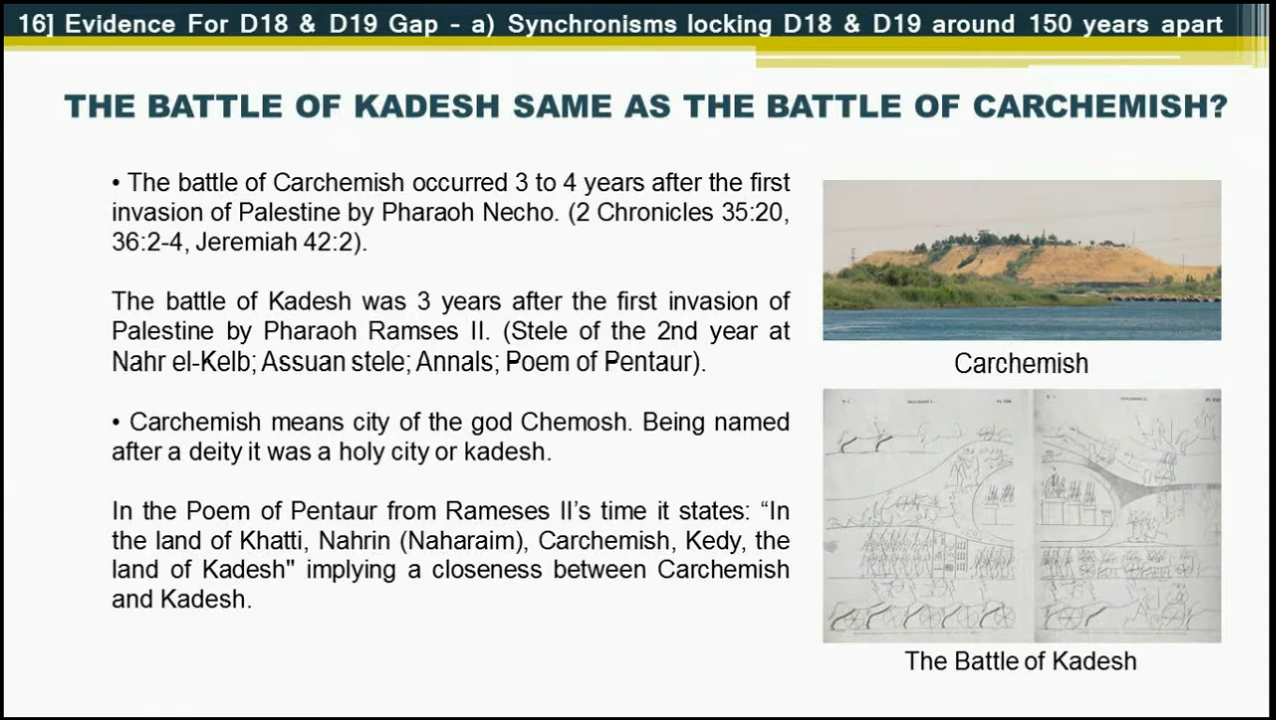 16] Evidence For D18 & D19 Gap - a) Synchronisms locking D18 & D19 around 150 years apart
THE BATTLE OF KADESH SAME AS THE BATTLE OF CARCHEMISH?
• The battle of Carchemish occurred 3 to 4 years after the first
invasion of Palestine by Pharaoh Necho. (2 Chronicles 35:20,
36:2-4, Jeremiah 42:2).
The battle of Kadesh was 3 years after the first invasion of
Palestine by Pharaoh Ramses II. (Stele of the 2nd year at
Nahr el-Kelb; Assuan stele; Annals; Poem of Pentaur).
• Carchemish means city of the god Chemosh. Being named
after a deity it was a holy city or kadesh.
In the Poem of Pentaur from Rameses II’s time it states: “In
the land of Khatti, Nahrin (Naharaim), Carchemish, Kedy, the
land of Kadesh" implying a closeness between Carchemish
and Kadesh.
Carchemish
The Battle of Kadesh